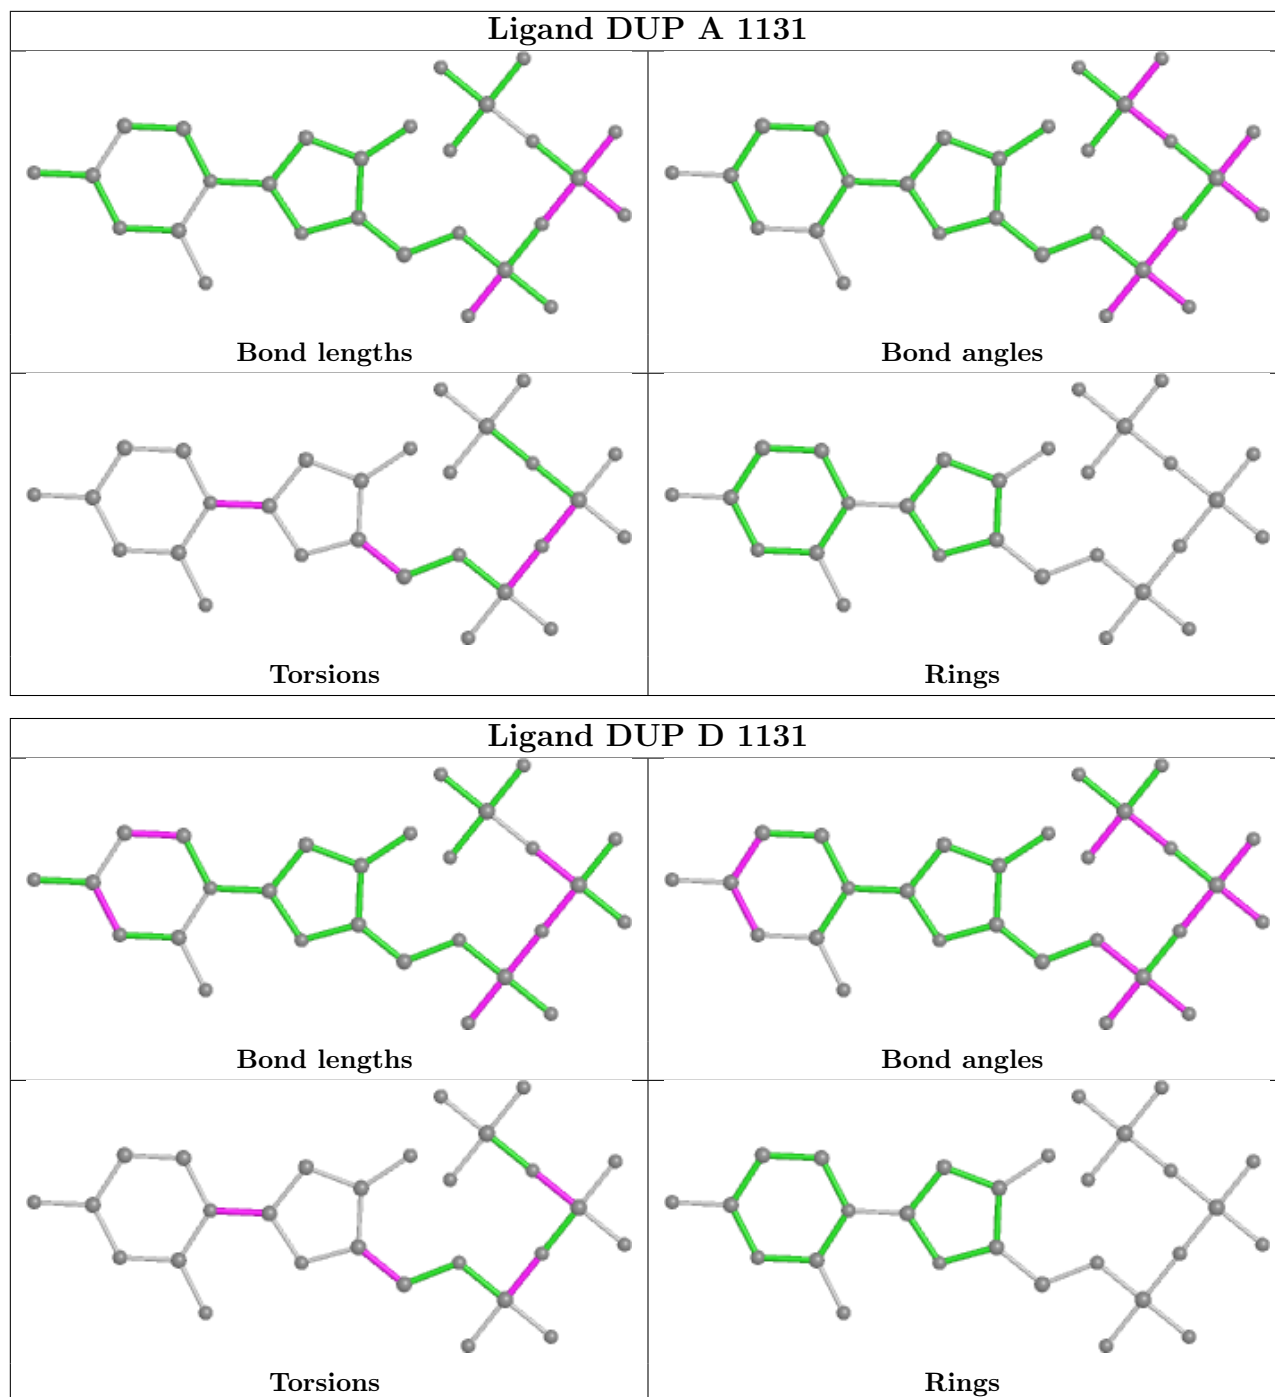 Ligand DUP A 1131
Bond lengths
Bond angles
Torsions
Rings
Ligand DUP D 1131
Bond lengths
Bond angles
Torsions
Rings